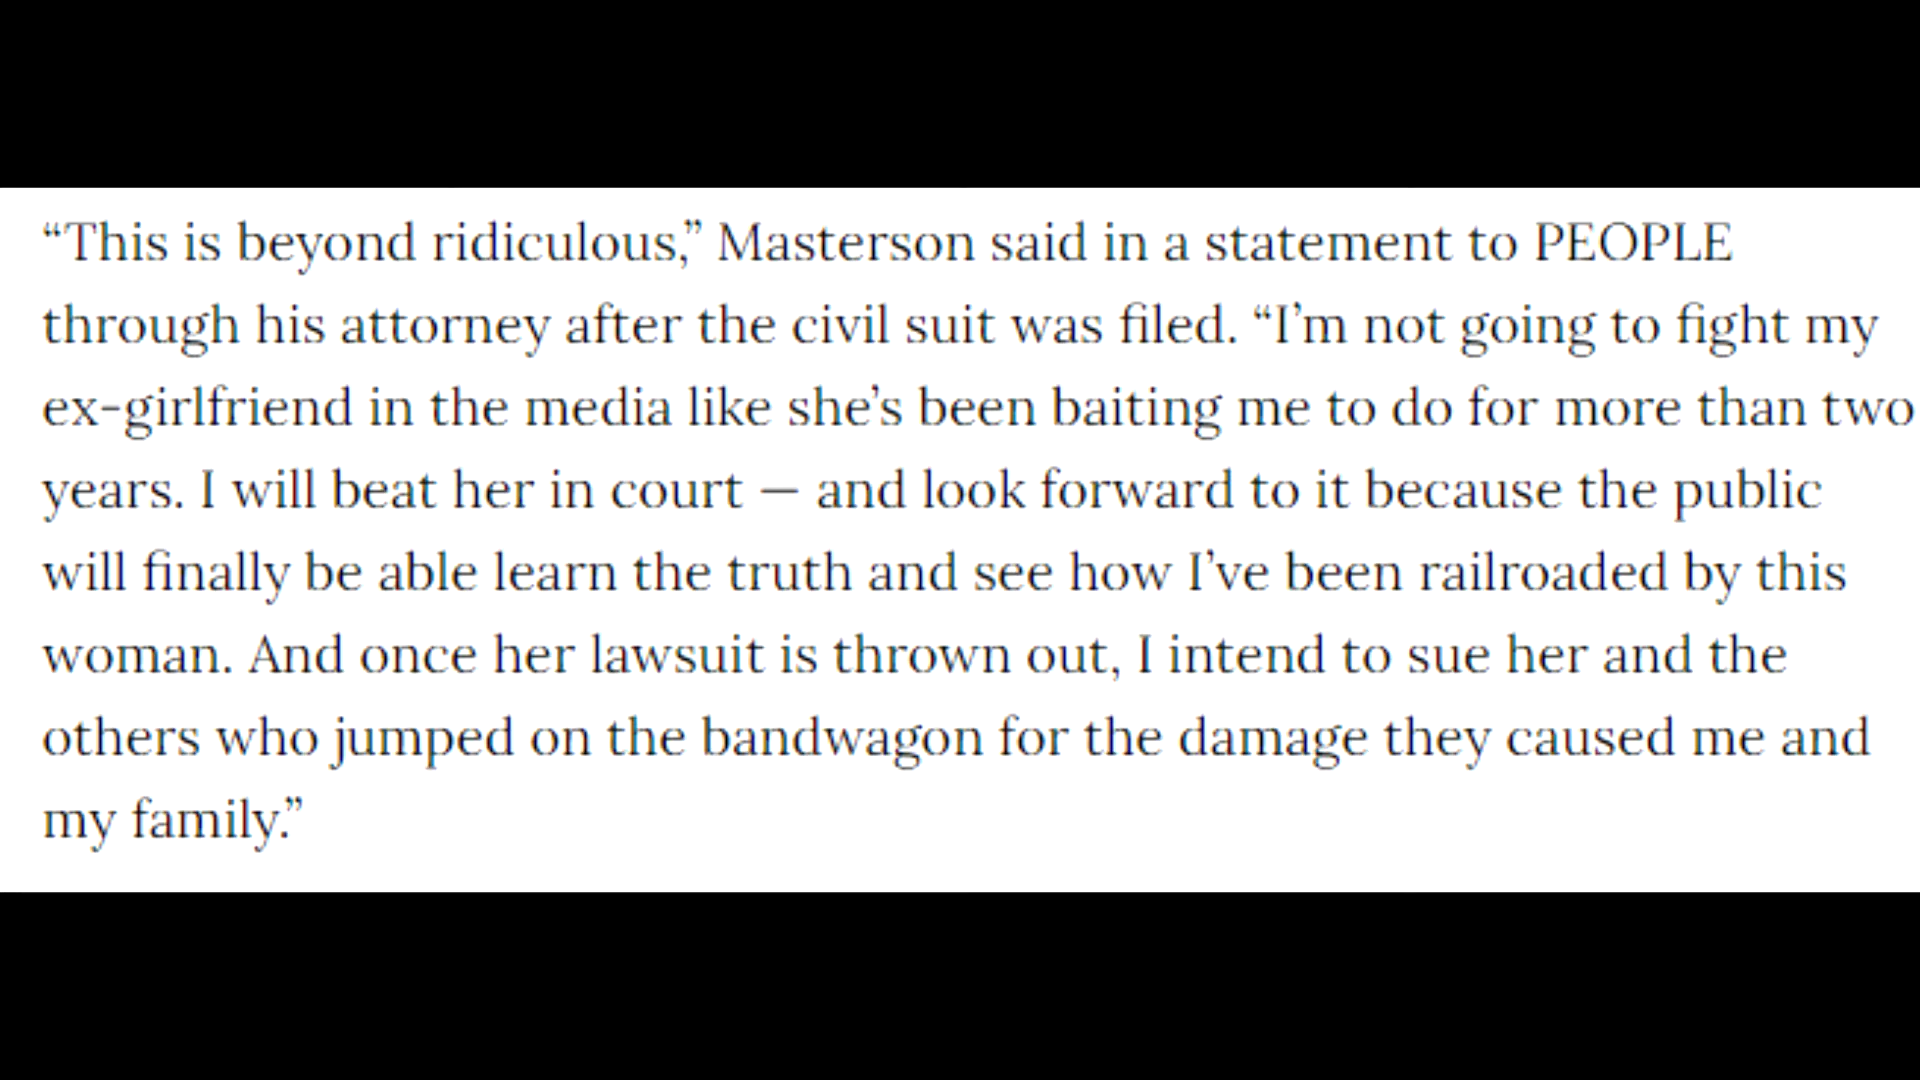 “This is beyond ridiculous,” Masterson said in a statement to PEOPLE
through his attorney after the civil suit was filed. “I’m not going to fight my
ex-girlfriend in the media like she’s been baiting me to do for more than two
years. I will beat her in court — and look forward to it because the public
will finally be able learn the truth and see how I’ve been railroaded by this
woman. And once her lawsuit is thrown out, I intend to sue her and the
others who jumped on the bandwagon for the damage they caused me and
my family.”